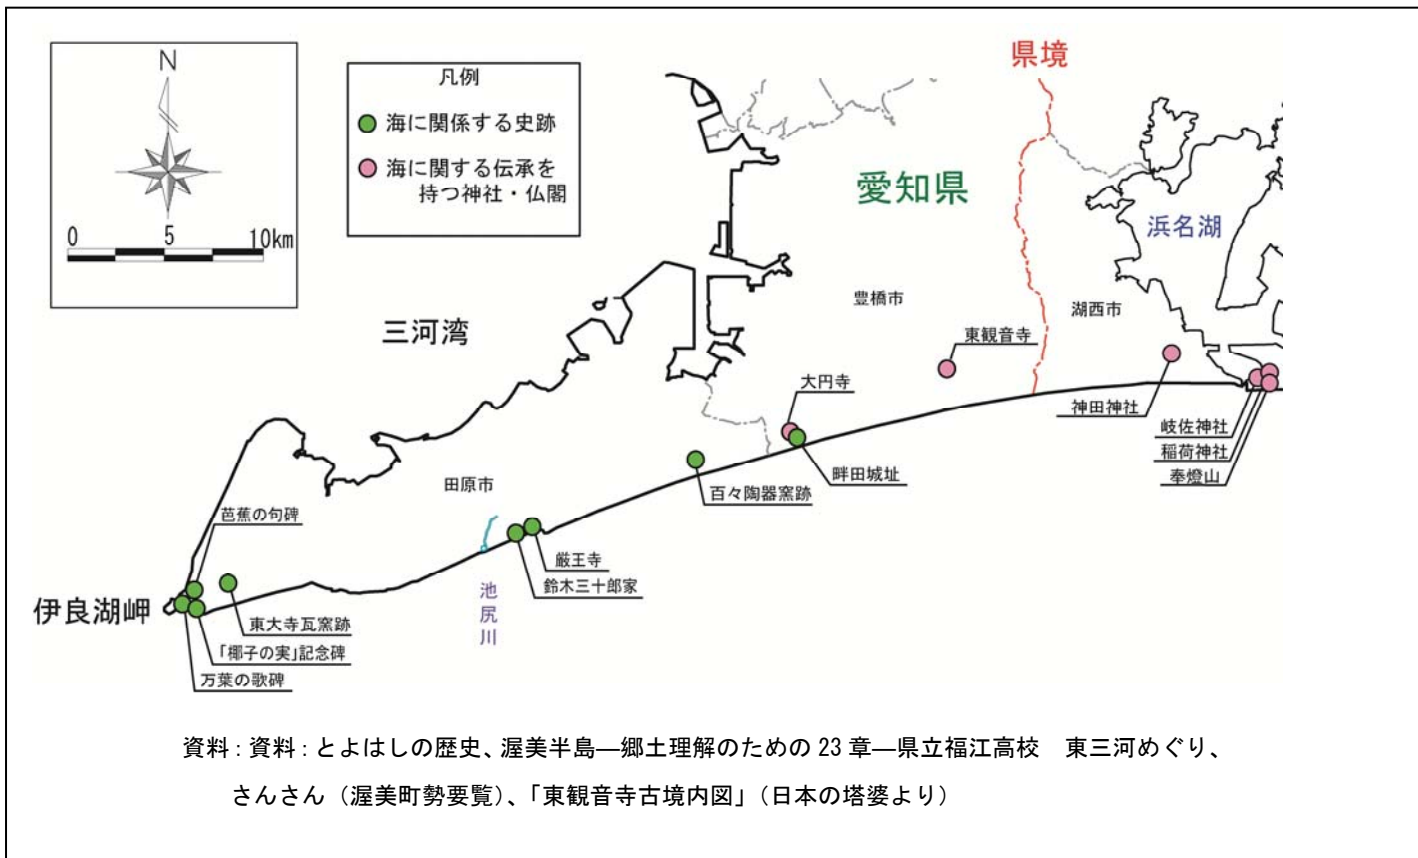 N
0 5 10km
凡例
海に関係する史跡
海に関する伝承を
持つ神社・仏閣
県境
愛知県
浜名湖
豊橋市
湖西市
三河湾
東観音寺
大円寺
神田神社
岐佐神社
稲荷神社
奉燈山
畔田城址
百々陶器窯跡
田原市
芭蕉の句碑
厳王寺
鈴木三十郎家
池尻川
伊良湖岬
東大寺瓦窯跡
「椰子の実」記念碑
万葉の歌碑
資料：資料：とよはしの歴史、渥美半島―郷土理解のための 23 章―県立福江高校　東三河めぐり、
さんさん（渥美町勢要覧）、「東観音寺古境内図」（日本の塔婆より）